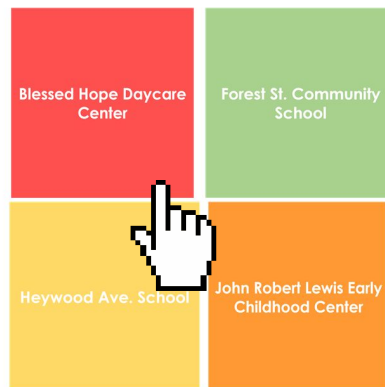 Blessed Hope Daycare
Center
Forest St. Community
School
Heywood Ave. School
John Robert Lewis Early
Childhood Center